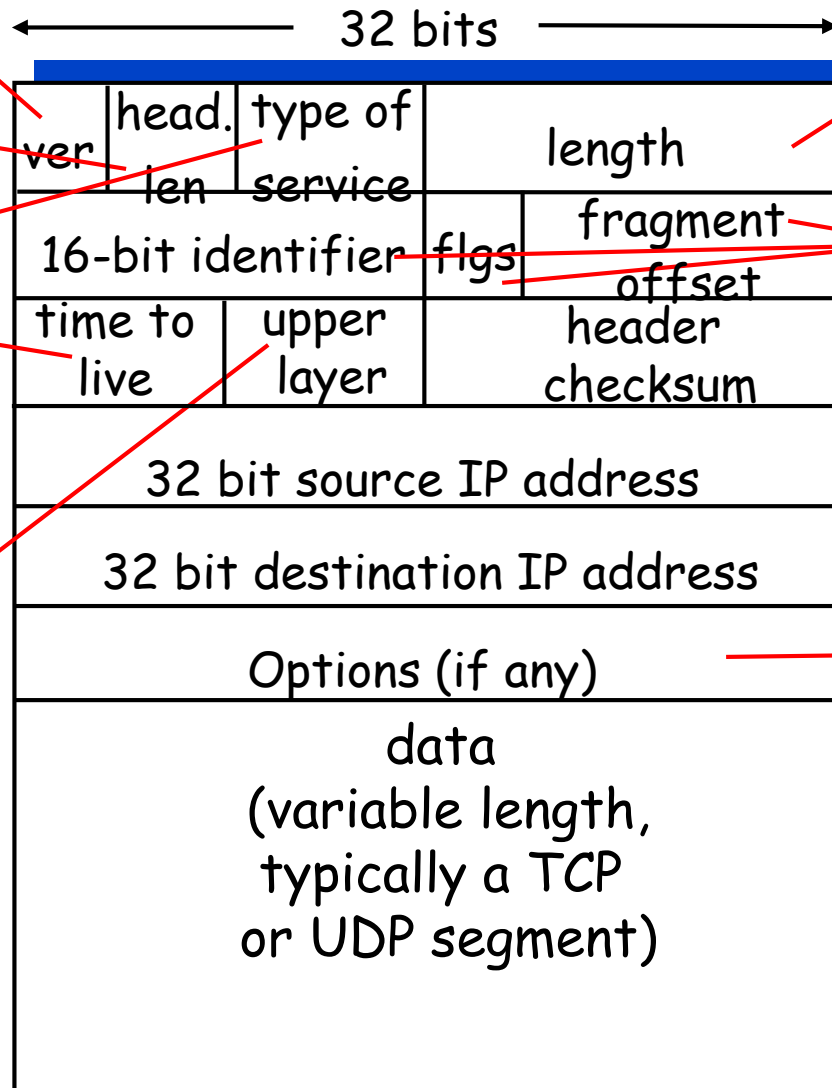 32 bits
ver
head.
len
type of
service
length
16-bit identifier
flgs
fragment
offset
time to
live
upper
layer
header
checksum
32 bit source IP address
32 bit destination IP address
Options (if any)
data
(variable length,
typically a TCP
or UDP segment)